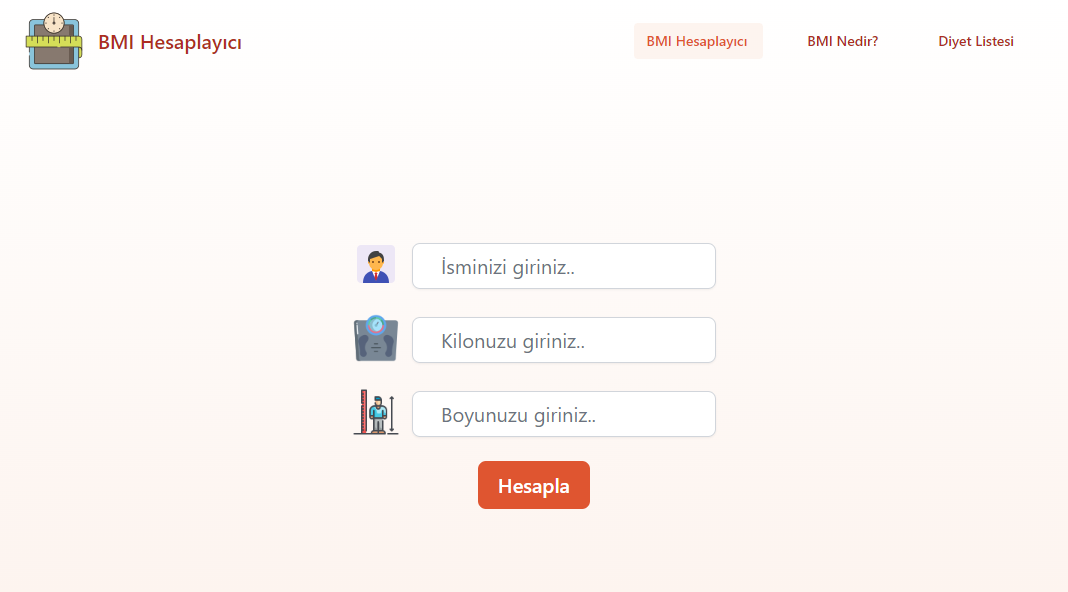 BMI Hesaplayıcı
BMI Hesaplayıcı
BMI Nedir?
Diyet Listesi
İsminizi giriniz..
Kilonuzu giriniz..
Boyunuzu giriniz..
Hesapla